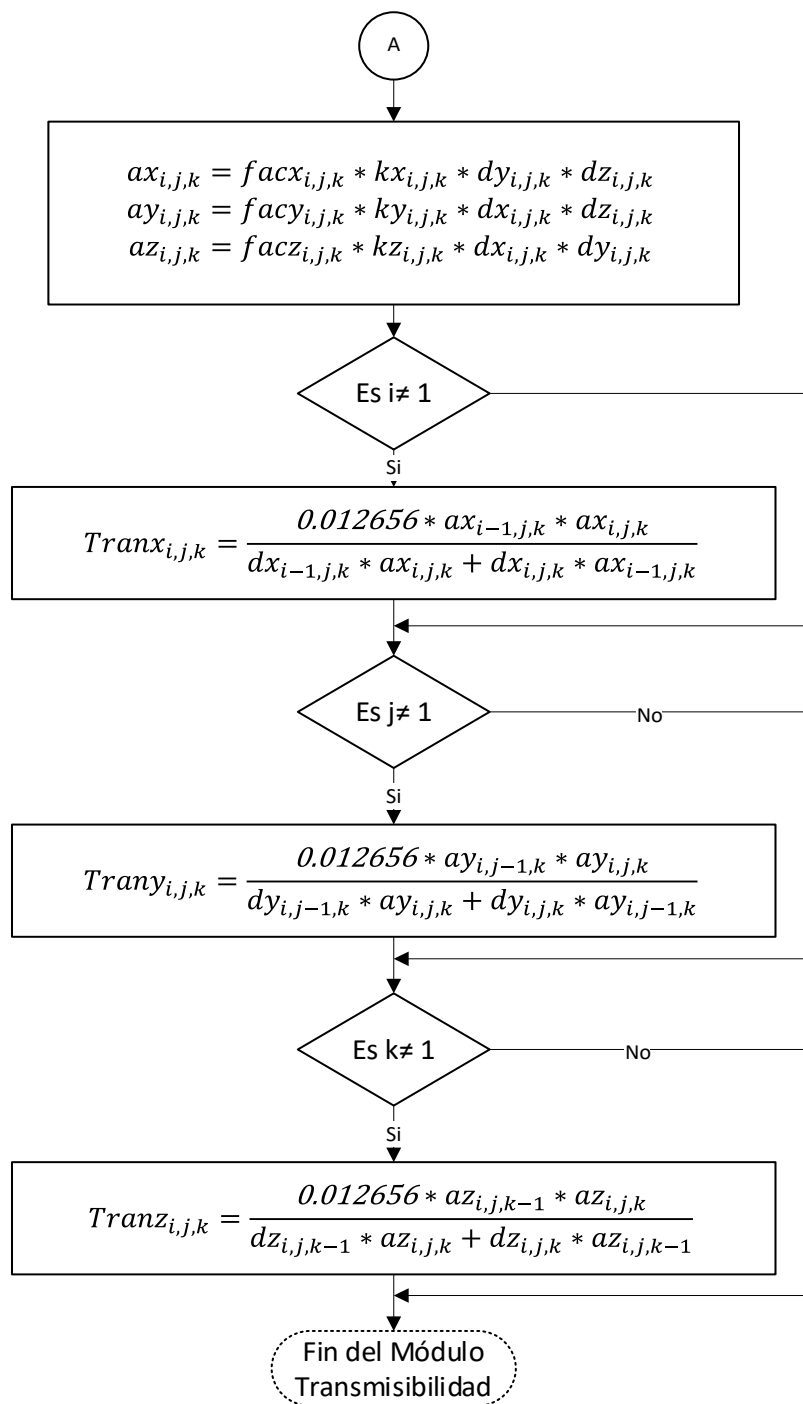 A
ax_{i,j,k} = facx_{i,j,k} * kx_{i,j,k} * dy_{i,j,k} * dz_{i,j,k}
ay_{i,j,k} = facy_{i,j,k} * ky_{i,j,k} * dx_{i,j,k} * dz_{i,j,k}
az_{i,j,k} = facz_{i,j,k} * kz_{i,j,k} * dx_{i,j,k} * dy_{i,j,k}
Es i≠ 1
Si
Tranx_{i,j,k} = \frac{0.012656 * ax_{i-1,j,k} * ax_{i,j,k}}{dx_{i-1,j,k} * ax_{i,j,k} + dx_{i,j,k} * ax_{i-1,j,k}}
Es j≠ 1
No
Si
Trany_{i,j,k} = \frac{0.012656 * ay_{i,j-1,k} * ay_{i,j,k}}{dy_{i,j-1,k} * ay_{i,j,k} + dy_{i,j,k} * ay_{i,j-1,k}}
Es k≠ 1
No
Si
Tranz_{i,j,k} = \frac{0.012656 * az_{i,j,k-1} * az_{i,j,k}}{dz_{i,j,k-1} * az_{i,j,k} + dz_{i,j,k} * az_{i,j,k-1}}
Fin del Módulo
Transmisibilidad